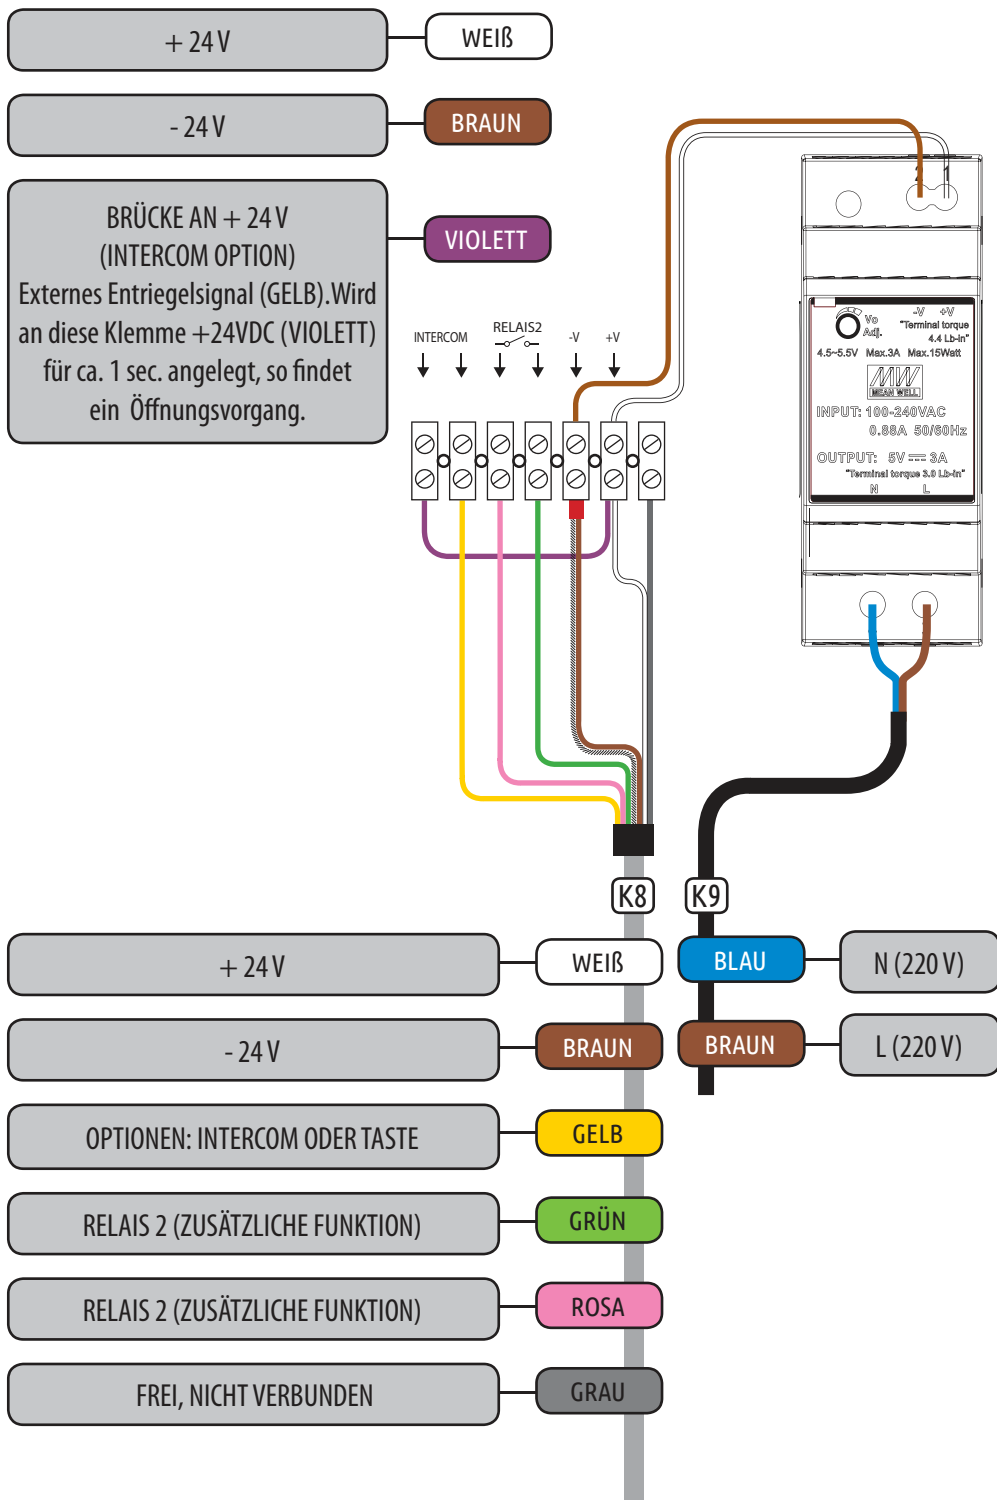 + 24 V
WEIß
- 24 V
BRAUN
BRÜCKE AN + 24 V
(INTERCOM OPTION)
Externes Entriegelsignal (GELB).Wird
an diese Klemme +24VDC (VIOLETT)
für ca. 1 sec. angelegt, so findet
ein Öffnungsvorgang.
VIOLETT
INTERCOM
RELAIS2
-V
+V
2 1
Vo
Adj.
-V +V
"Terminal torque
4.4 Lb-in"
4.5~5.5V Max.3A Max.15Watt
MW
MEAN WELL
INPUT: 100-240VAC
0.88A 50/60Hz
OUTPUT: 5V 3A
"Terminal torque 3.0 Lb-in"
N L
K8
K9
+ 24 V
WEIß
BLAU
N (220 V)
- 24 V
BRAUN
BRAUN
L (220 V)
OPTIONEN: INTERCOM ODER TASTE
GELB
RELAIS 2 (ZUSÄTZLICHE FUNKTION)
GRÜN
RELAIS 2 (ZUSÄTZLICHE FUNKTION)
ROSA
FREI, NICHT VERBUNDEN
GRAU